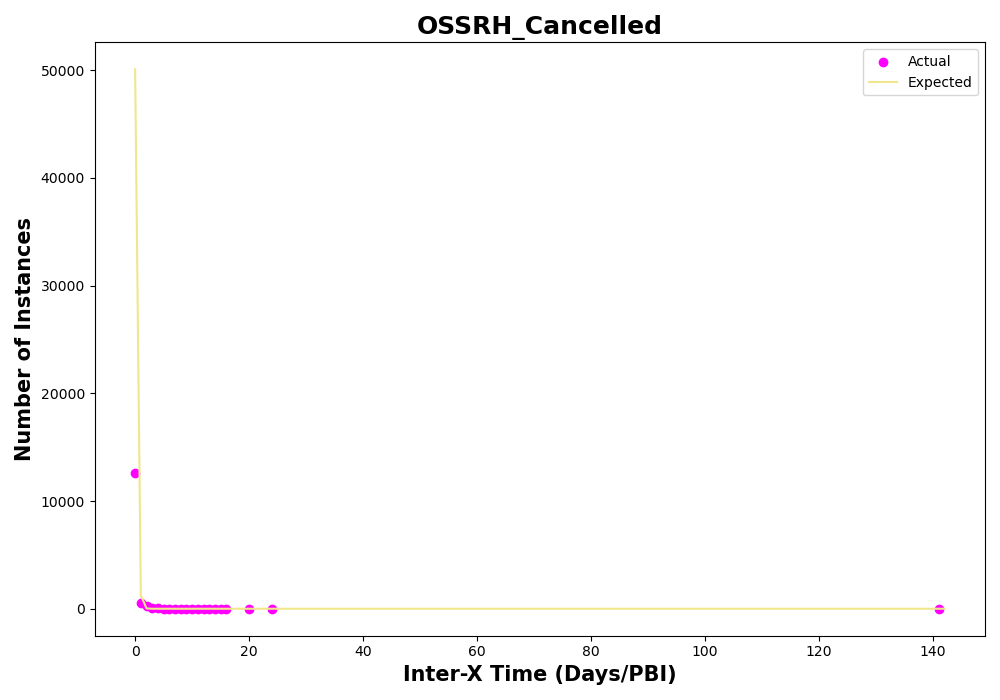 OSSRH_Cancelled
Actual
Expected
50000
40000
30000
20000
10000
0
Number of Instances
0 20 40 60 80 100 120 140
Inter-X Time (Days/PBI)